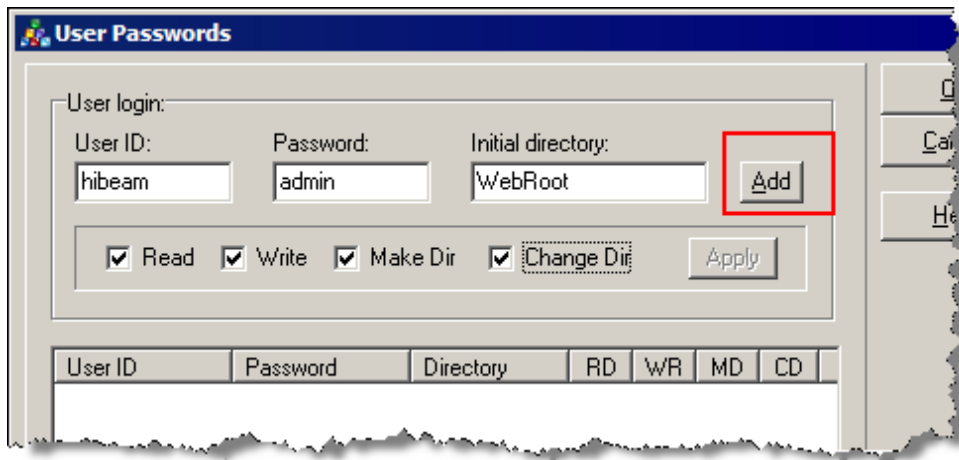 User Passwords
User login:
User ID: Password: Initial directory:
hibeam admin WebRoot Add
Read Write Make Dir Change Dir Apply
User ID Password Directory RD WR MD CD